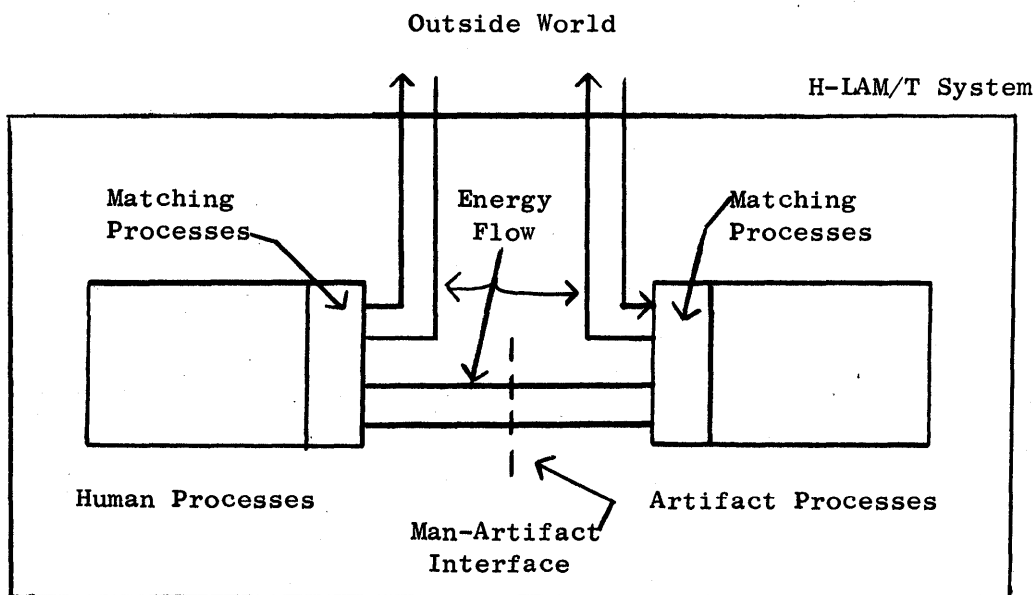 Outside World
H-LAM/T System
Matching
Processes
Energy
Flow
Matching
Processes
Human Processes
Man-Artifact
Interface
Artifact Processes